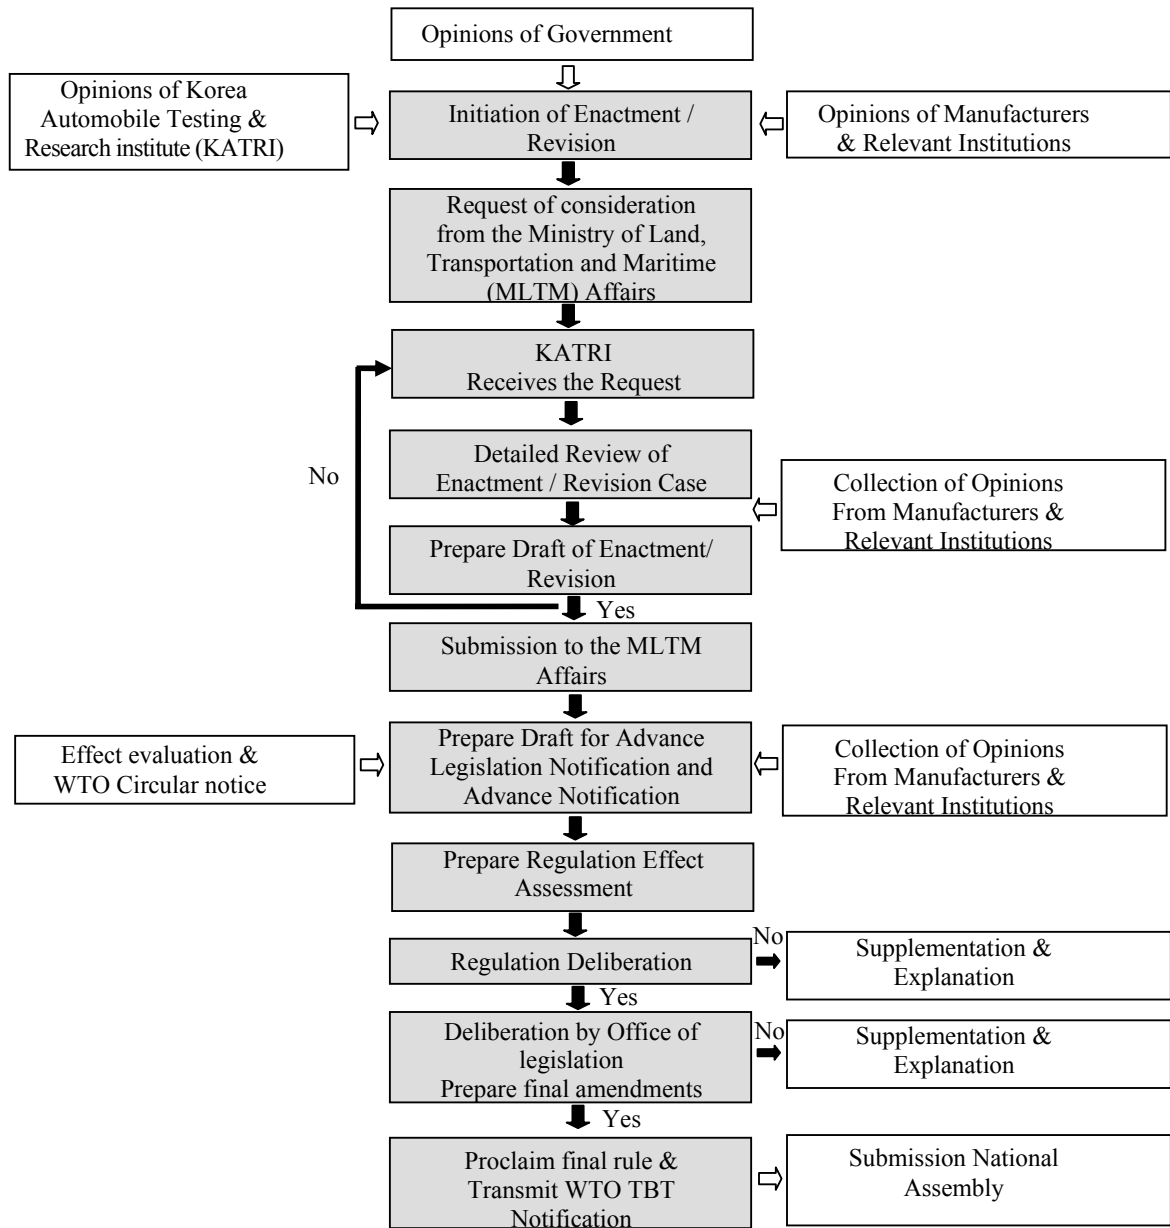 Opinions of Government
Opinions of Korea
Automobile Testing &
Research institute (KATRI)
Initiation of Enactment /
Revision
Opinions of Manufacturers
& Relevant Institutions
Request of consideration
from the Ministry of Land,
Transportation and Maritime
(MLTM) Affairs
KATRI
Receives the Request
No
Detailed Review of
Enactment / Revision Case
Collection of Opinions
From Manufacturers &
Relevant Institutions
Prepare Draft of Enactment/
Revision
Yes
Submission to the MLTM
Affairs
Effect evaluation &
WTO Circular notice
Prepare Draft for Advance
Legislation Notification and
Advance Notification
Collection of Opinions
From Manufacturers &
Relevant Institutions
Prepare Regulation Effect
Assessment
Regulation Deliberation
No
Supplementation &
Explanation
Yes
Deliberation by Office of
legislation
Prepare final amendments
No
Supplementation &
Explanation
Yes
Proclaim final rule &
Transmit WTO TBT
Notification
Submission National
Assembly